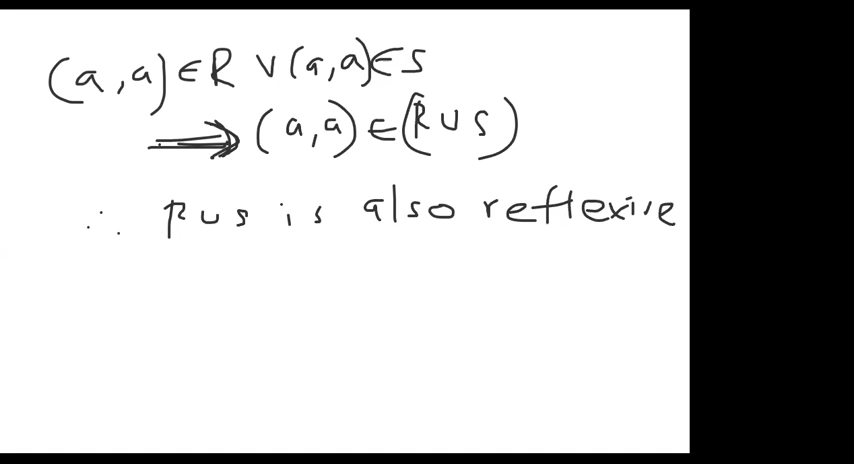 (a,a)∈R ∨(a,a)∈S
⟹ (a,a)∈(R∪S)
∴ R∪S is also reflexive